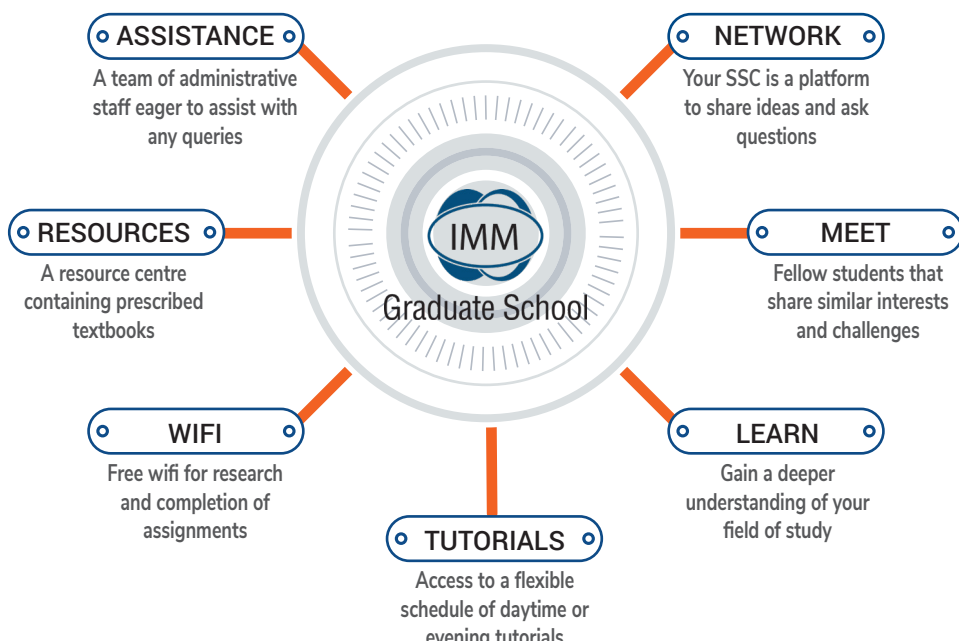 ASSISTANCE
A team of administrative
staff eager to assist with
any queries
NETWORK
Your SSC is a platform
to share ideas and ask
questions
RESOURCES
A resource centre
containing prescribed
textbooks
IMM
Graduate School
MEET
Fellow students that
share similar interests
and challenges
WIFI
Free wifi for research
and completion of
assignments
LEARN
Gain a deeper
understanding of your
field of study
TUTORIALS
Access to a flexible
schedule of daytime or
evening tutorials